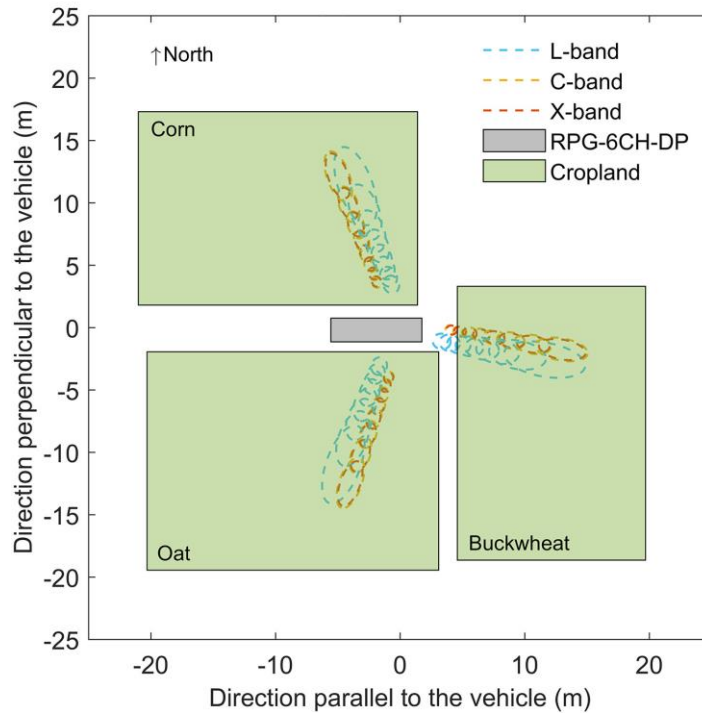 25
20
15
10
5
0
-5
-10
-15
-20
-25
Direction perpendicular to the vehicle (m)
↑North
L-band
C-band
X-band
RPG-6CH-DP
Cropland
Corn
Oat
Buckwheat
-20
-10
0
10
20
Direction parallel to the vehicle (m)